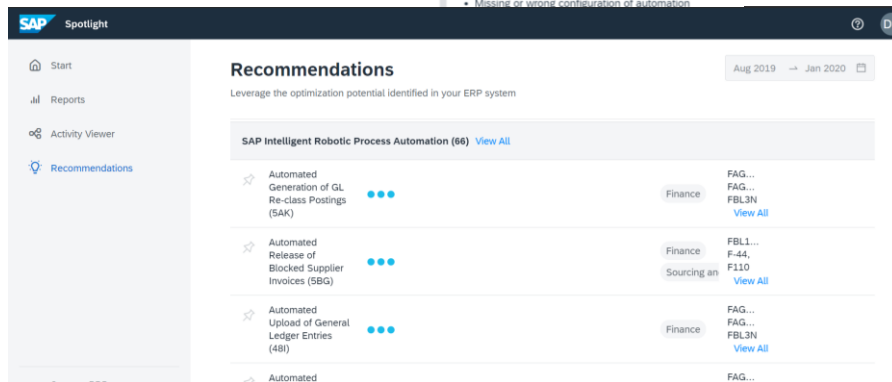 Missing or wrong configuration of automation
SAP Spotlight
D
Start
Reports
Activity Viewer
Recommendations
Recommendations
Aug 2019 → Jan 2020
Leverage the optimization potential identified in your ERP system
SAP Intelligent Robotic Process Automation (66) View All
Automated
Generation of GL
Re-class Postings
(5AK)
Finance
FAG...
FAG...
FBL3N
View All
Automated
Release of
Blocked Supplier
Invoices (5BG)
Finance
Sourcing an
FBL1...
F-44,
F110
View All
Automated
Upload of General
Ledger Entries
(48I)
Finance
FAG...
FAG...
FBL3N
View All
Automated
FAG...